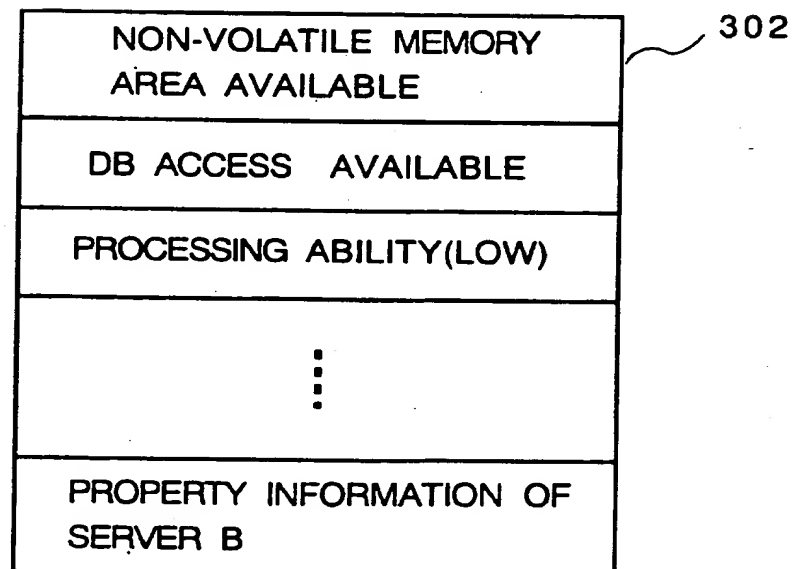 NON-VOLATILE MEMORY
AREA AVAILABLE
302
DB ACCESS AVAILABLE
PROCESSING ABILITY(LOW)
PROPERTY INFORMATION OF
SERVER B